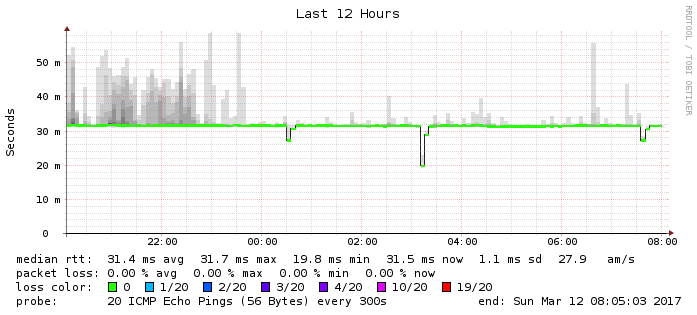 Last 12 Hours
RRDTOOL / TOBI OETIKER
Seconds
50 m
40 m
30 m
20 m
10 m
0
22:00 00:00 02:00 04:00 06:00 08:00
median rtt: 31.4 ms avg 31.7 ms max 19.8 ms min 31.5 ms now 1.1 ms sd 27.9 am/s
packet loss: 0.00 % avg 0.00 % max 0.00 % min 0.00 % now
loss color: 0 1/20 2/20 3/20 4/20 10/20 19/20
probe: 20 ICMP Echo Pings (56 Bytes) every 300s end: Sun Mar 12 08:05:03 2017